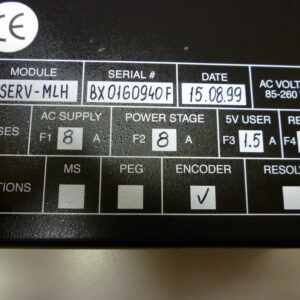 CE
MODULE SERIAL # DATE AC VOLT
SERV-MLH BX0160940F 15.08.99 85-260
AC SUPPLY POWER STAGE 5V USER
SES F1 8 A F2 8 A F3 1.5 A F4
MS PEG ENCODER RESOL
TIONS ✓